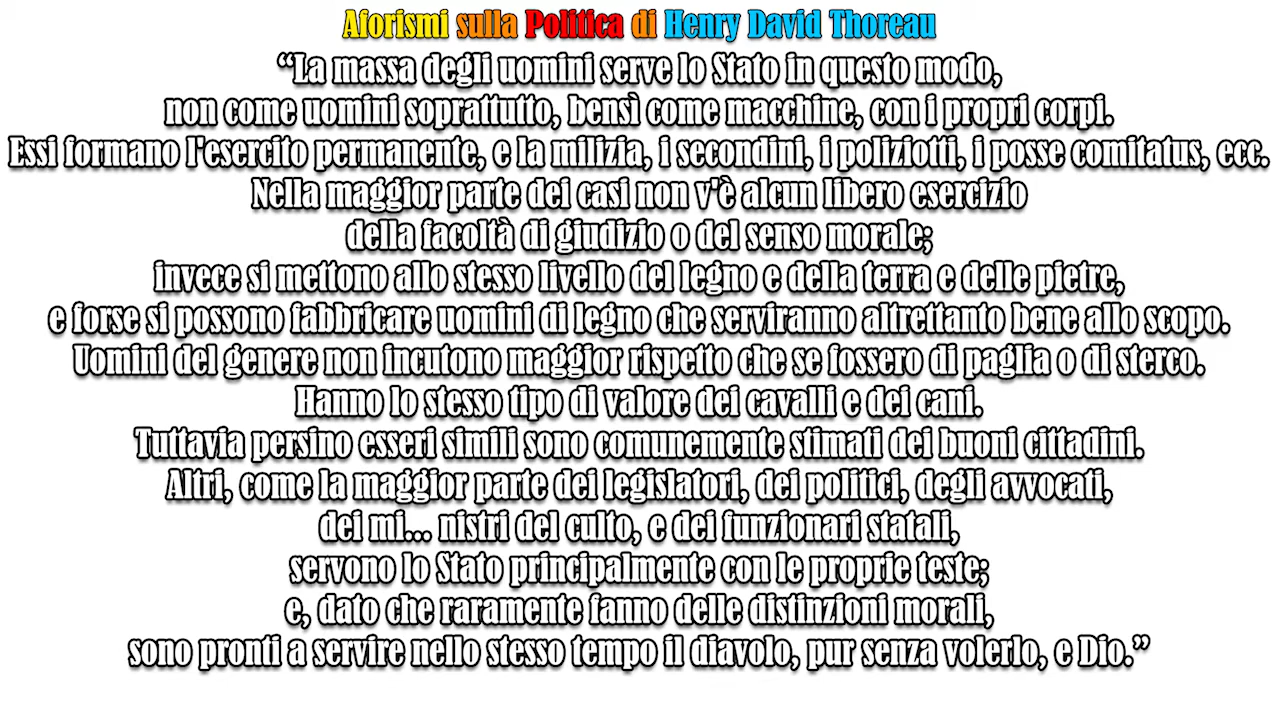 Aforismi sulla Politica di Henry David Thoreau
“La massa degli uomini serve lo Stato in questo modo,
non come uomini soprattutto, bensì come macchine, con i propri corpi.
Essi formano l'esercito permanente, e la milizia, i secondini, i poliziotti, i posse comitatus, ecc.
Nella maggior parte dei casi non v'è alcun libero esercizio
della facoltà di giudizio o del senso morale;
invece si mettono allo stesso livello del legno e della terra e delle pietre,
e forse si possono fabbricare uomini di legno che serviranno altrettanto bene allo scopo.
Uomini del genere non incutono maggior rispetto che se fossero di paglia o di sterco.
Hanno lo stesso tipo di valore dei cavalli e dei cani.
Tuttavia persino esseri simili sono comunemente stimati dei buoni cittadini.
Altri, come la maggior parte dei legislatori, dei politici, degli avvocati,
dei mi... nistri del culto, e dei funzionari statali,
servono lo Stato principalmente con le proprie teste;
e, dato che raramente fanno delle distinzioni morali,
sono pronti a servire nello stesso tempo il diavolo, pur senza volerlo, e Dio.”